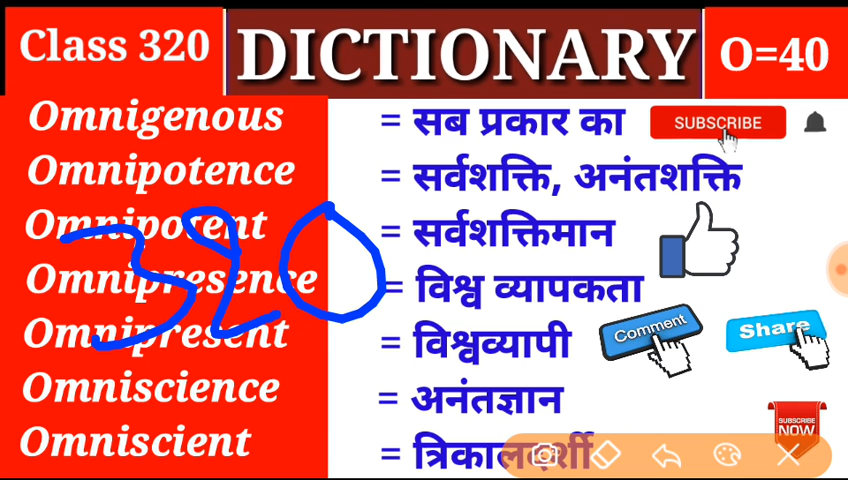 Class 320 DICTIONARY O=40
Omnigenous = सब प्रकार का SUBSCRIBE
Omnipotence = सर्वशक्ति, अनंतशक्ति
Omnipotent = सर्वशक्तिमान
Omnipresence = विश्व व्यापकता
Omnipresent = विश्वव्यापी Comment Share
Omniscience = अनंतज्ञान
Omniscient = त्रिकालदर्शी
SUBSCRIBE NOW
320